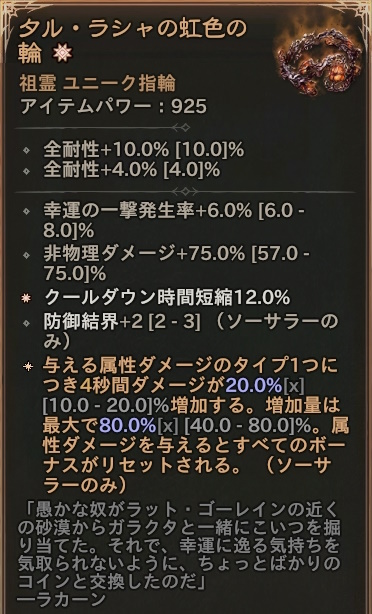 タル・ラシャの虹色の
輪
祖霊 ユニーク指輪
アイテムパワー：925
全耐性+10.0% [10.0]%
全耐性+4.0% [4.0]%
幸運の一撃発生率+6.0% [6.0 -
8.0]%
非物理ダメージ+75.0% [57.0 -
75.0]%
クールダウン時間短縮12.0%
防御結界+2 [2 - 3] （ソーサラーの
み）
与える属性ダメージのタイプ1つに
つき4秒間ダメージが20.0%[x]
[10.0 - 20.0]%増加する。増加量は
最大で80.0%[x] [40.0 - 80.0]%。属
性ダメージを与えるとすべてのボー
ナスがリセットされる。 （ソーサ
ラーのみ）
「愚かな奴がラット・ゴーレインの近く
の砂漠からガラクタと一緒にこいつを掘
り当てた。それで、幸運に逸る気持ちを
気取られないように、ちょっとばかりの
コインと交換したのだ」
―ラカーン